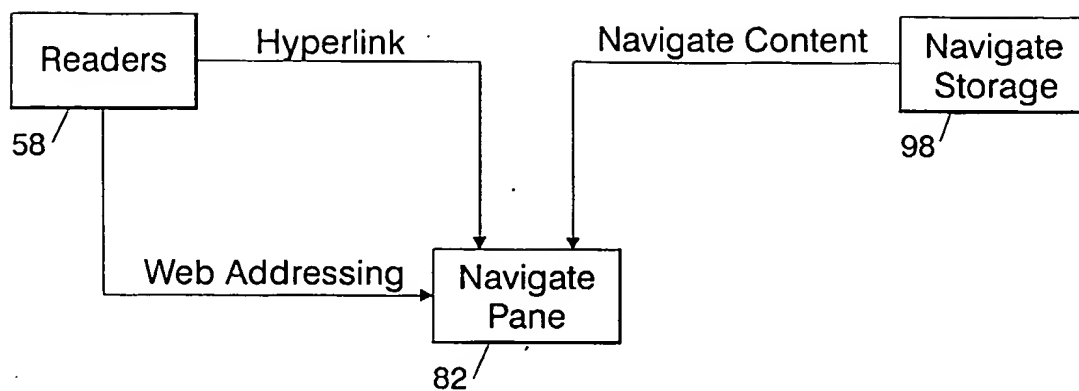 Readers
Hyperlink
Navigate Content
Navigate
Storage
58
98
Web Addressing
Navigate
Pane
82